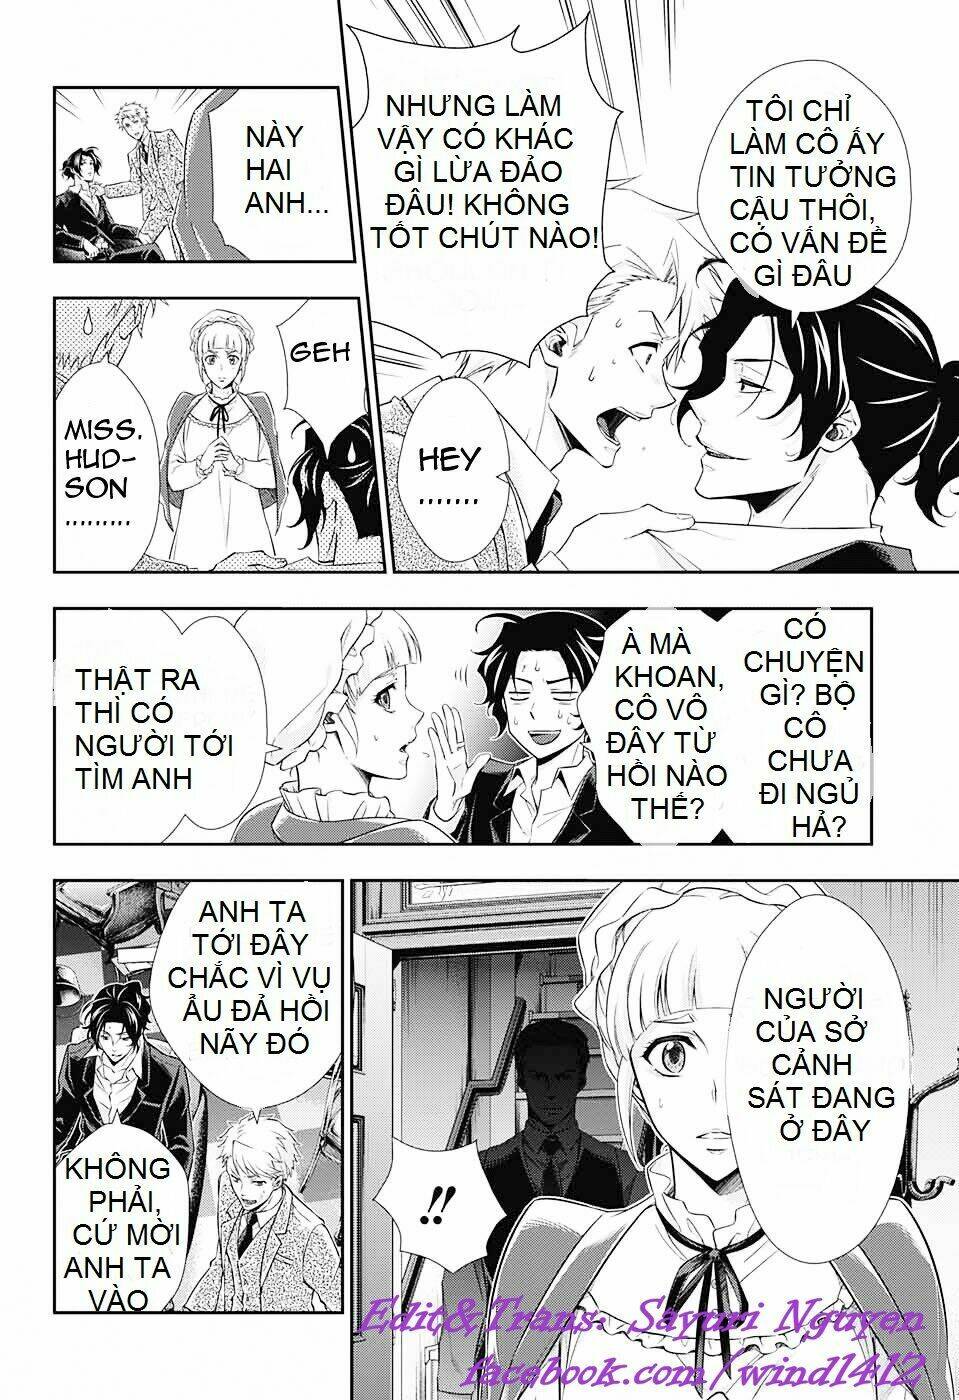 TÔI CHỈ
LÀM CÔ ẤY
TIN TƯỞNG
CẬU THÔI,
CÓ VẤN ĐỀ
GÌ ĐÂU
NHƯNG LÀM
VẬY CÓ KHÁC
GÌ LỪA ĐẢO
ĐÂU! KHÔNG
TỐT CHÚT NÀO!
HEY
.......
NÀY
HAI
ANH...
GEH
MISS.
HUD-
SON
.........
CÓ
CHUYỆN
GÌ? BỘ
CÔ
CHƯA
ĐI NGỦ
HẢ?
À MÀ
KHOAN,
CÔ VÔ
ĐÂY TỪ
HỒI NÀO
THẾ?
THẬT RA
THÌ CÓ
NGƯỜI TỚI
TÌM ANH
NGƯỜI
CỦA SỞ
CẢNH
SÁT ĐANG
Ở ĐÂY
!!
ANH TA
TỚI ĐÂY
CHẮC VÌ VỤ
ẨU ĐẢ HỒI
NÃY ĐÓ
KHÔNG
PHẢI,
CỨ MỜI
ANH TA
VÀO
Edit&Trans: Sayuri Nguyen
facebook.com/wind1412